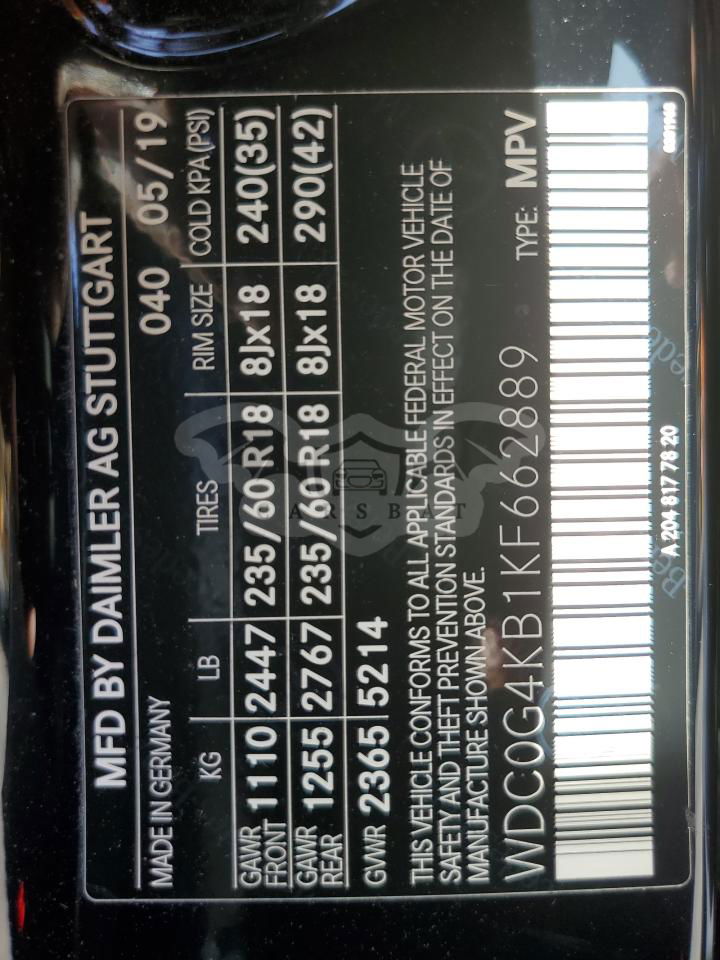 MFD BY DAIMLER AG STUTTGART
MADE IN GERMANY 040 05/19
KG LB TIRES RIM SIZE COLD KPA(PSI)
GAWR FRONT 1110 2447 235/60 R18 8Jx18 240(35)
GAWR REAR 1255 2767 235/60 R18 8Jx18 290(42)
GVWR 2365 5214
THIS VEHICLE CONFORMS TO ALL APPLICABLE FEDERAL MOTOR VEHICLE
SAFETY AND THEFT PREVENTION STANDARDS IN EFFECT ON THE DATE OF
MANUFACTURE SHOWN ABOVE.
WDC0G4KB1KF662889 TYPE: MPV
A 204 817 78 20
CARSBAT